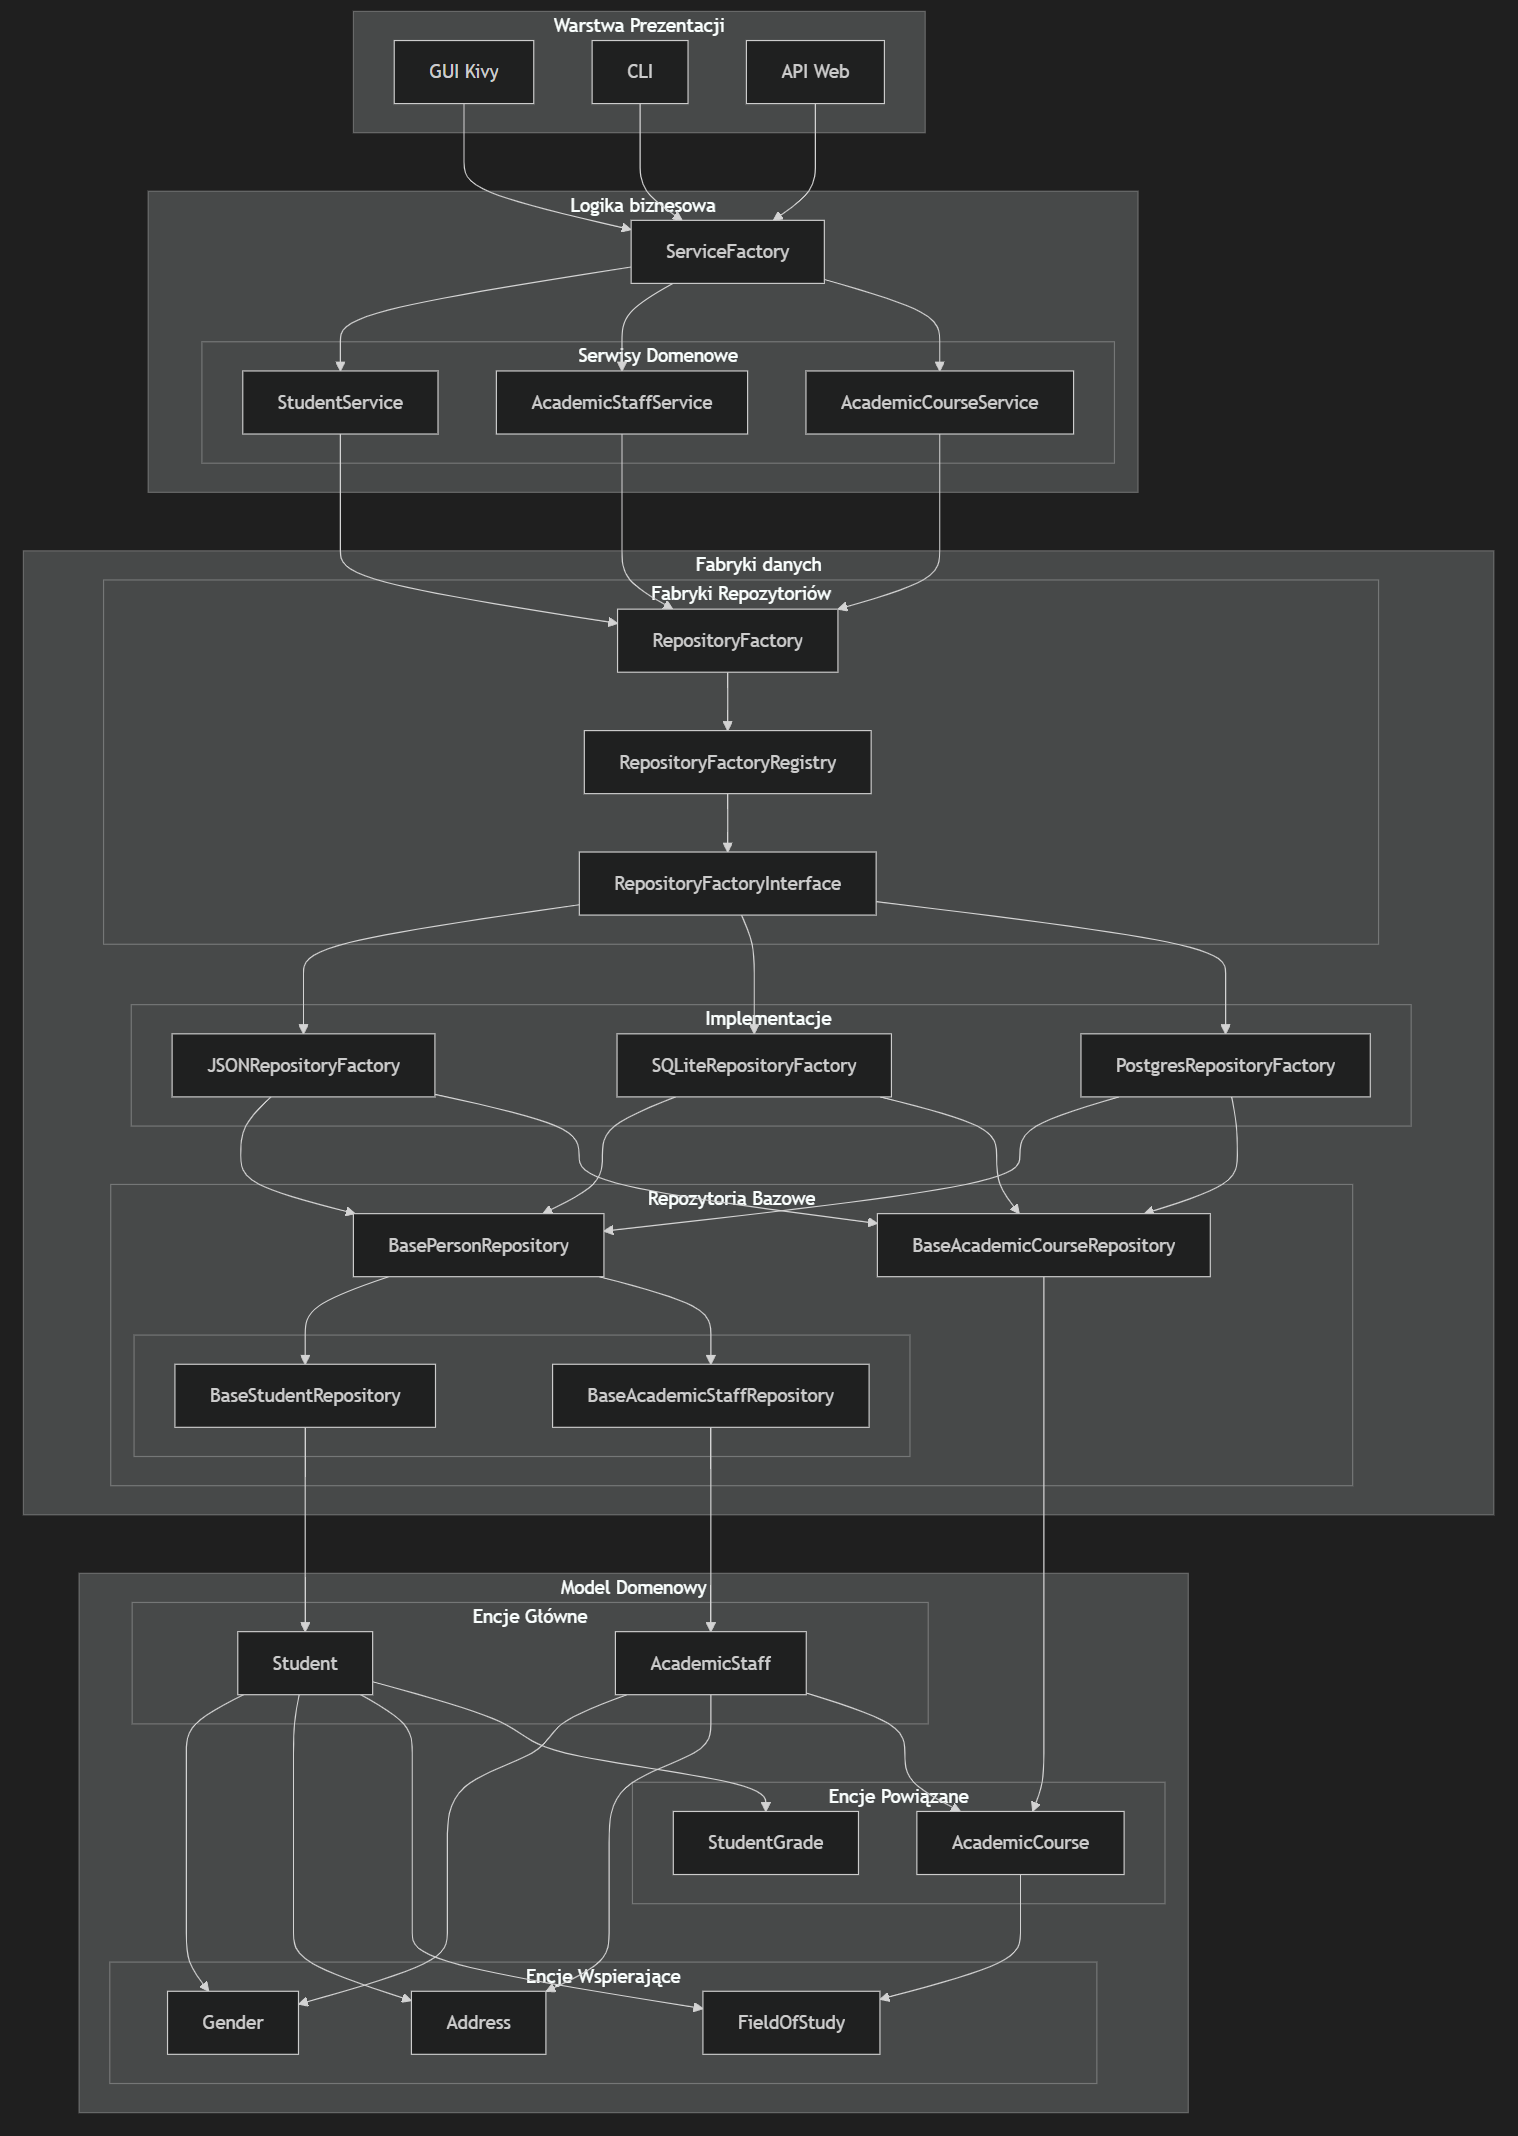 Warstwa Prezentacji
GUI Kivy
CLI
API Web
Logika biznesowa
ServiceFactory
Serwisy Domenowe
StudentService
AcademicStaffService
AcademicCourseService
Fabryki danych
Fabryki Repozytoriów
RepositoryFactory
RepositoryFactoryRegistry
RepositoryFactoryInterface
Implementacje
JSONRepositoryFactory
SQLiteRepositoryFactory
PostgresRepositoryFactory
Repozytoria Bazowe
BasePersonRepository
BaseAcademicCourseRepository
BaseStudentRepository
BaseAcademicStaffRepository
Model Domenowy
Encje Główne
Student
AcademicStaff
Encje Powiązane
StudentGrade
AcademicCourse
Encje Wspierające
Gender
Address
FieldOfStudy